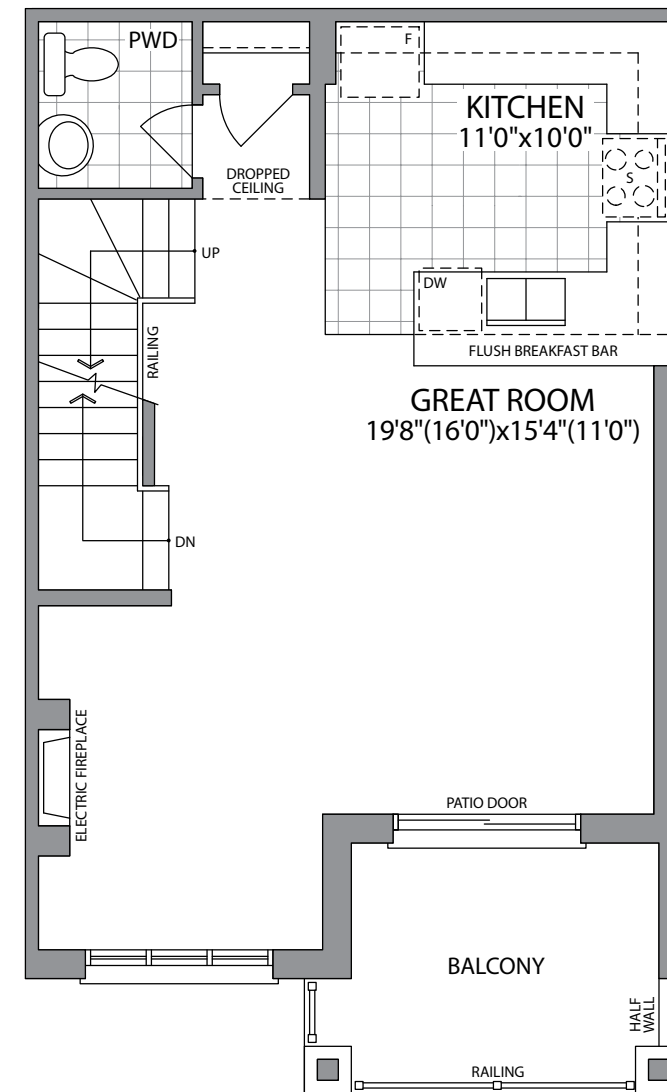 PWD
F
KITCHEN
11'0"x10'0"
S
DROPPED
CEILING
UP
DW
RAILING
FLUSH BREAKFAST BAR
GREAT ROOM
19'8"(16'0")x15'4"(11'0")
DN
ELECTRIC FIREPLACE
PATIO DOOR
BALCONY
HALF
WALL
RAILING